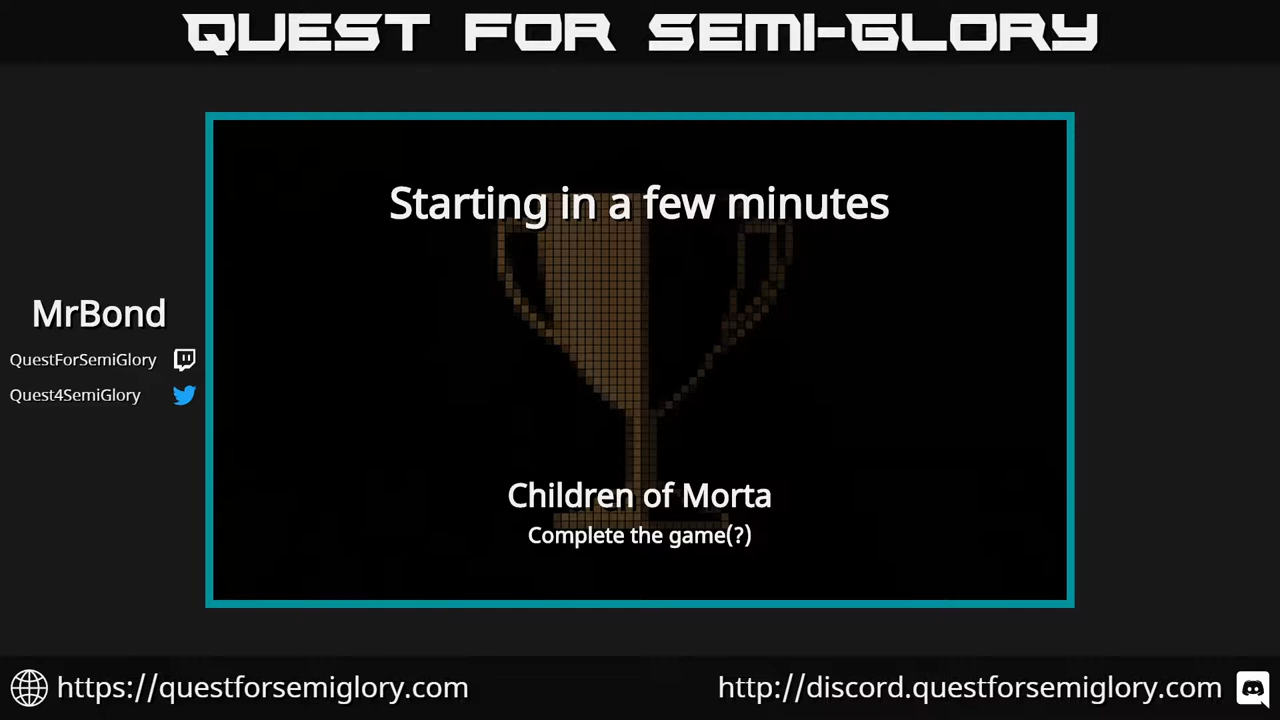 QUEST FOR SEMI-GLORY
Starting in a few minutes
MrBond
QuestForSemiGlory
Quest4SemiGlory
Children of Morta
Complete the game(?)
https://questforsemiglory.com
http://discord.questforsemiglory.com